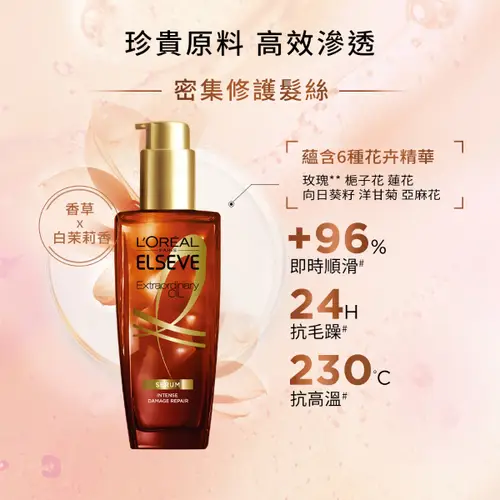 珍貴原料 高效滲透
密集修護髮絲
蘊含6種花卉精華
玫瑰** 梔子花 蓮花
向日葵籽 洋甘菊 亞麻花
香草
x
白茉莉香
L'ORÉAL
PARIS
ELSEVE
Extraordinary
OIL
SERUM
INTENSE
DAMAGE REPAIR
+96%
即時順滑#
24H
抗毛躁#
230°C
抗高溫#